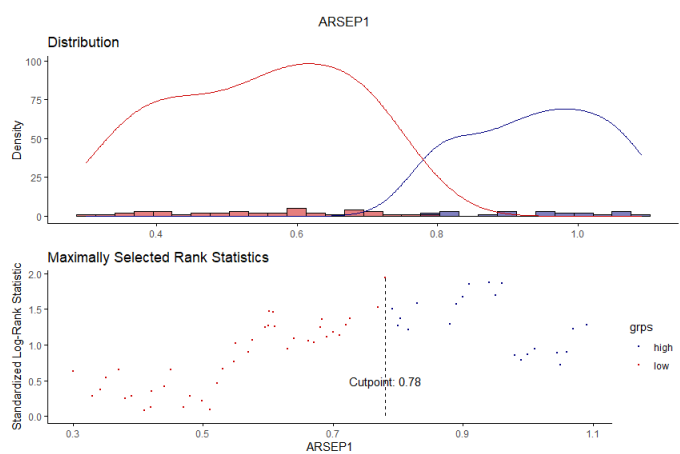 ARSEP1
Distribution
Density
100
75
50
25
0
0.4 0.6 0.8 1.0
Maximally Selected Rank Statistics
Standardized Log-Rank Statistic
2.0
1.5
1.0
0.5
0.0
Cutpoint: 0.78
grps
high
low
0.3 0.5 0.7 0.9 1.1
ARSEP1